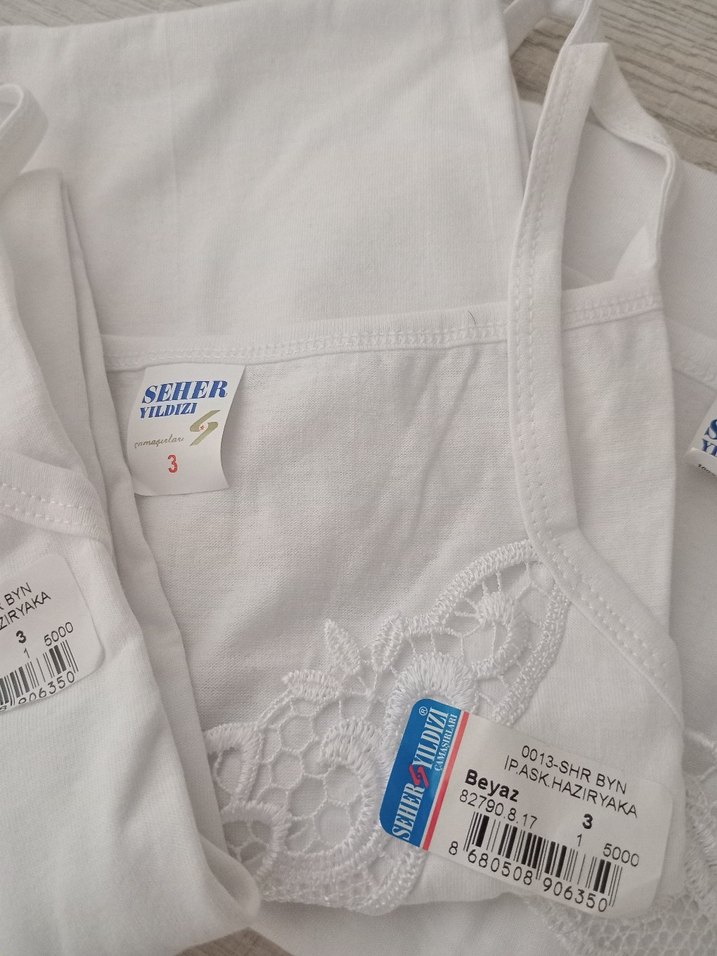 SEHER
YILDIZI
çamaşırları
3
R BYN
ZIRYAKA
3
1 5000
906350
SEHER YILDIZI®
ÇAMAŞIRLARI
0013-SHR BYN
İP.ASK.HAZIRYAKA
Beyaz 3
82790.8.17 1 5000
8 680508 906350